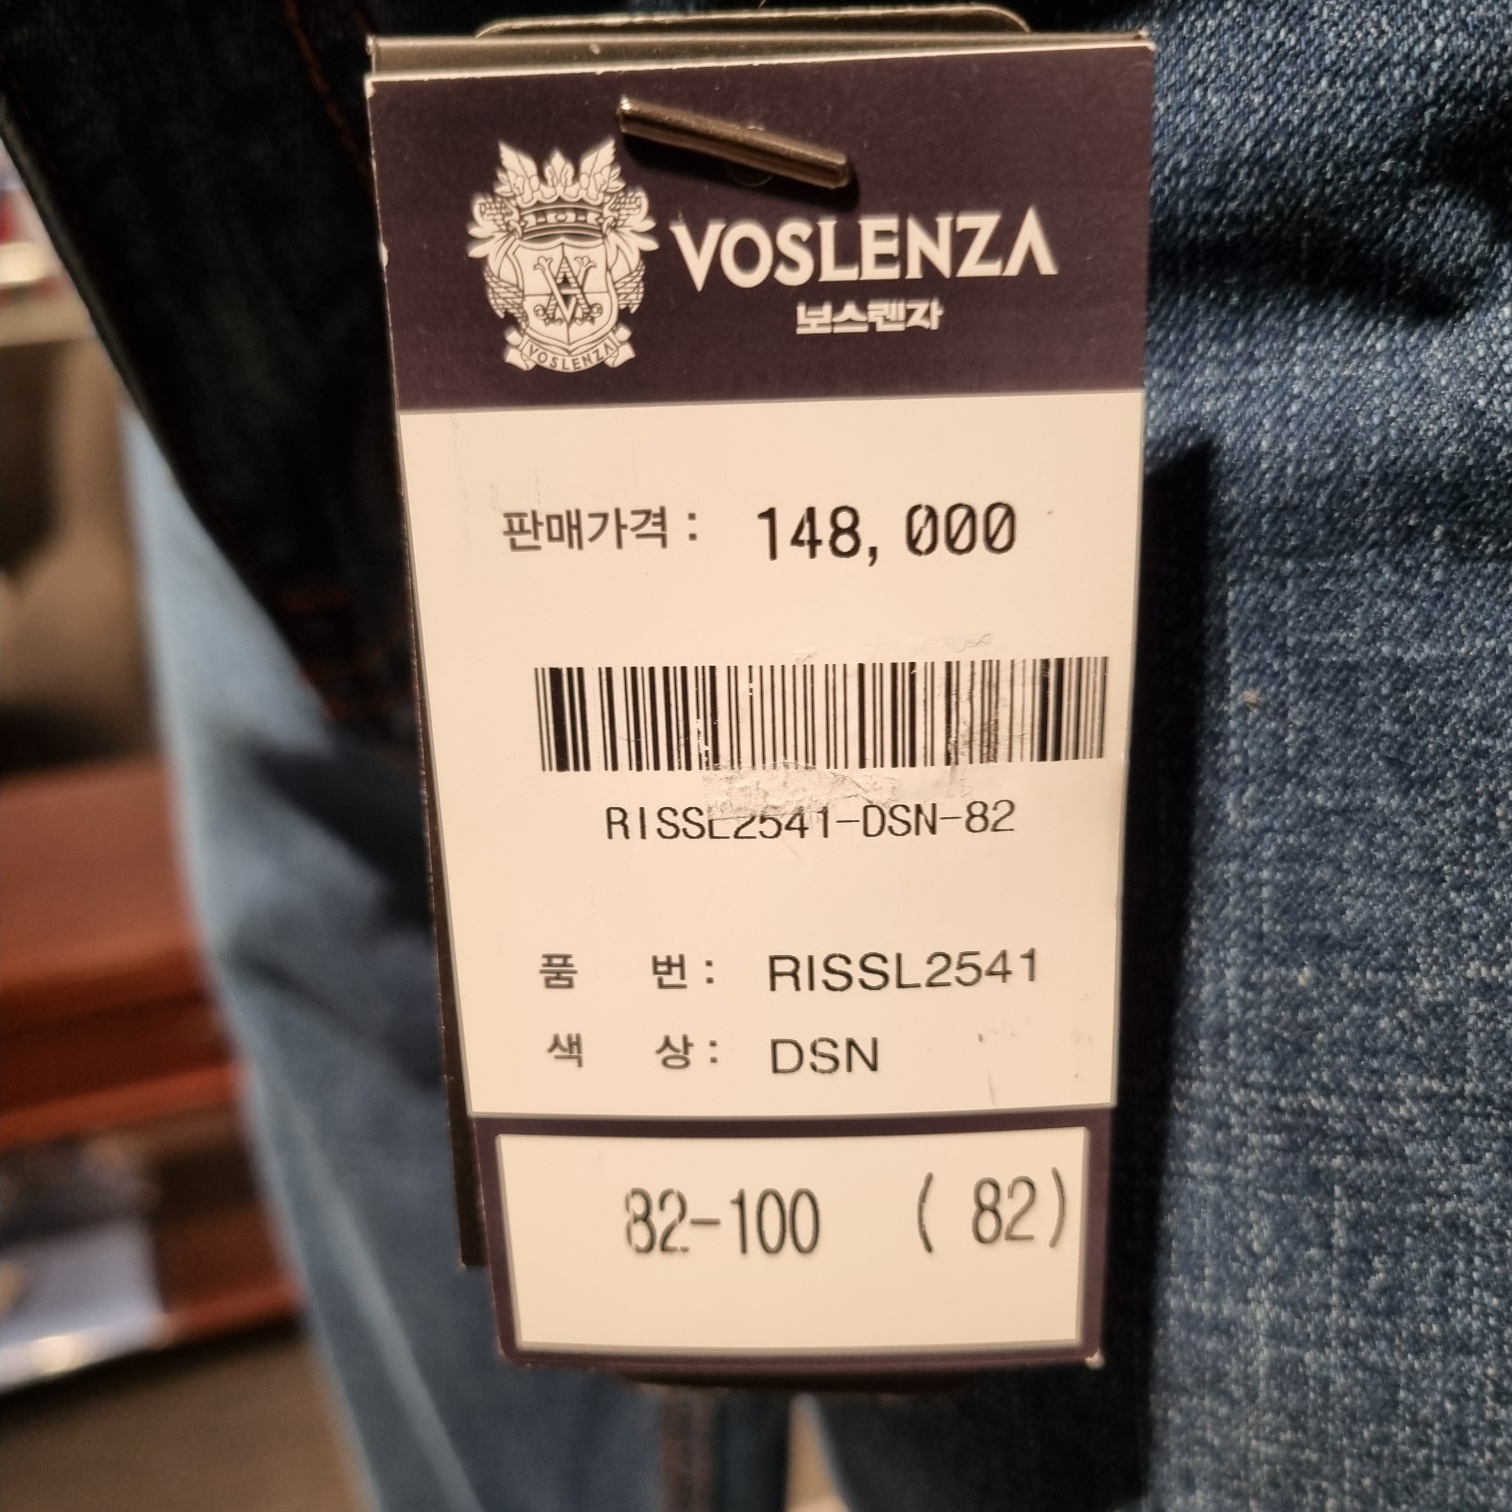 VOSLENZA
VOSLENZA
보스렌자
판매가격 : 148,000
RISSL2541-DSN-82
품 번 : RISSL2541
색 상 : DSN
82-100 ( 82)